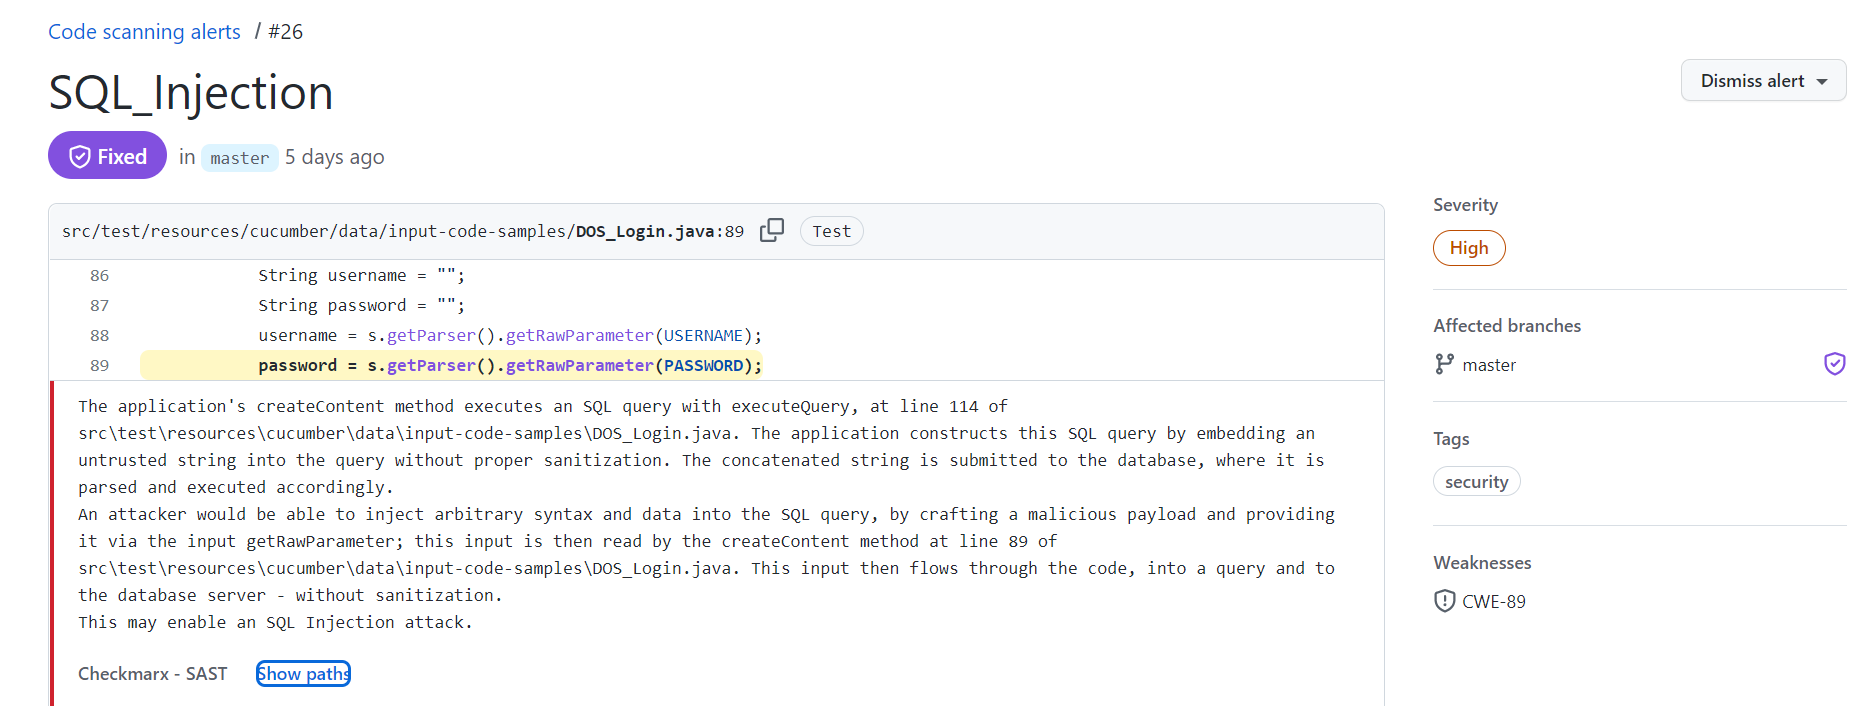 Code scanning alerts / #26
SQL_Injection
Dismiss alert
Fixed in master 5 days ago
src/test/resources/cucumber/data/input-code-samples/DOS_Login.java:89 Test
86 String username = "";
87 String password = "";
88 username = s.getParser().getRawParameter(USERNAME);
89 password = s.getParser().getRawParameter(PASSWORD);
The application's createContent method executes an SQL query with executeQuery, at line 114 of
src\test\resources\cucumber\data\input-code-samples\DOS_Login.java. The application constructs this SQL query by embedding an
untrusted string into the query without proper sanitization. The concatenated string is submitted to the database, where it is
parsed and executed accordingly.
An attacker would be able to inject arbitrary syntax and data into the SQL query, by crafting a malicious payload and providing
it via the input getRawParameter; this input is then read by the createContent method at line 89 of
src\test\resources\cucumber\data\input-code-samples\DOS_Login.java. This input then flows through the code, into a query and to
the database server - without sanitization.
This may enable an SQL Injection attack.
Checkmarx - SAST Show paths
Severity
High
Affected branches
master
Tags
security
Weaknesses
CWE-89